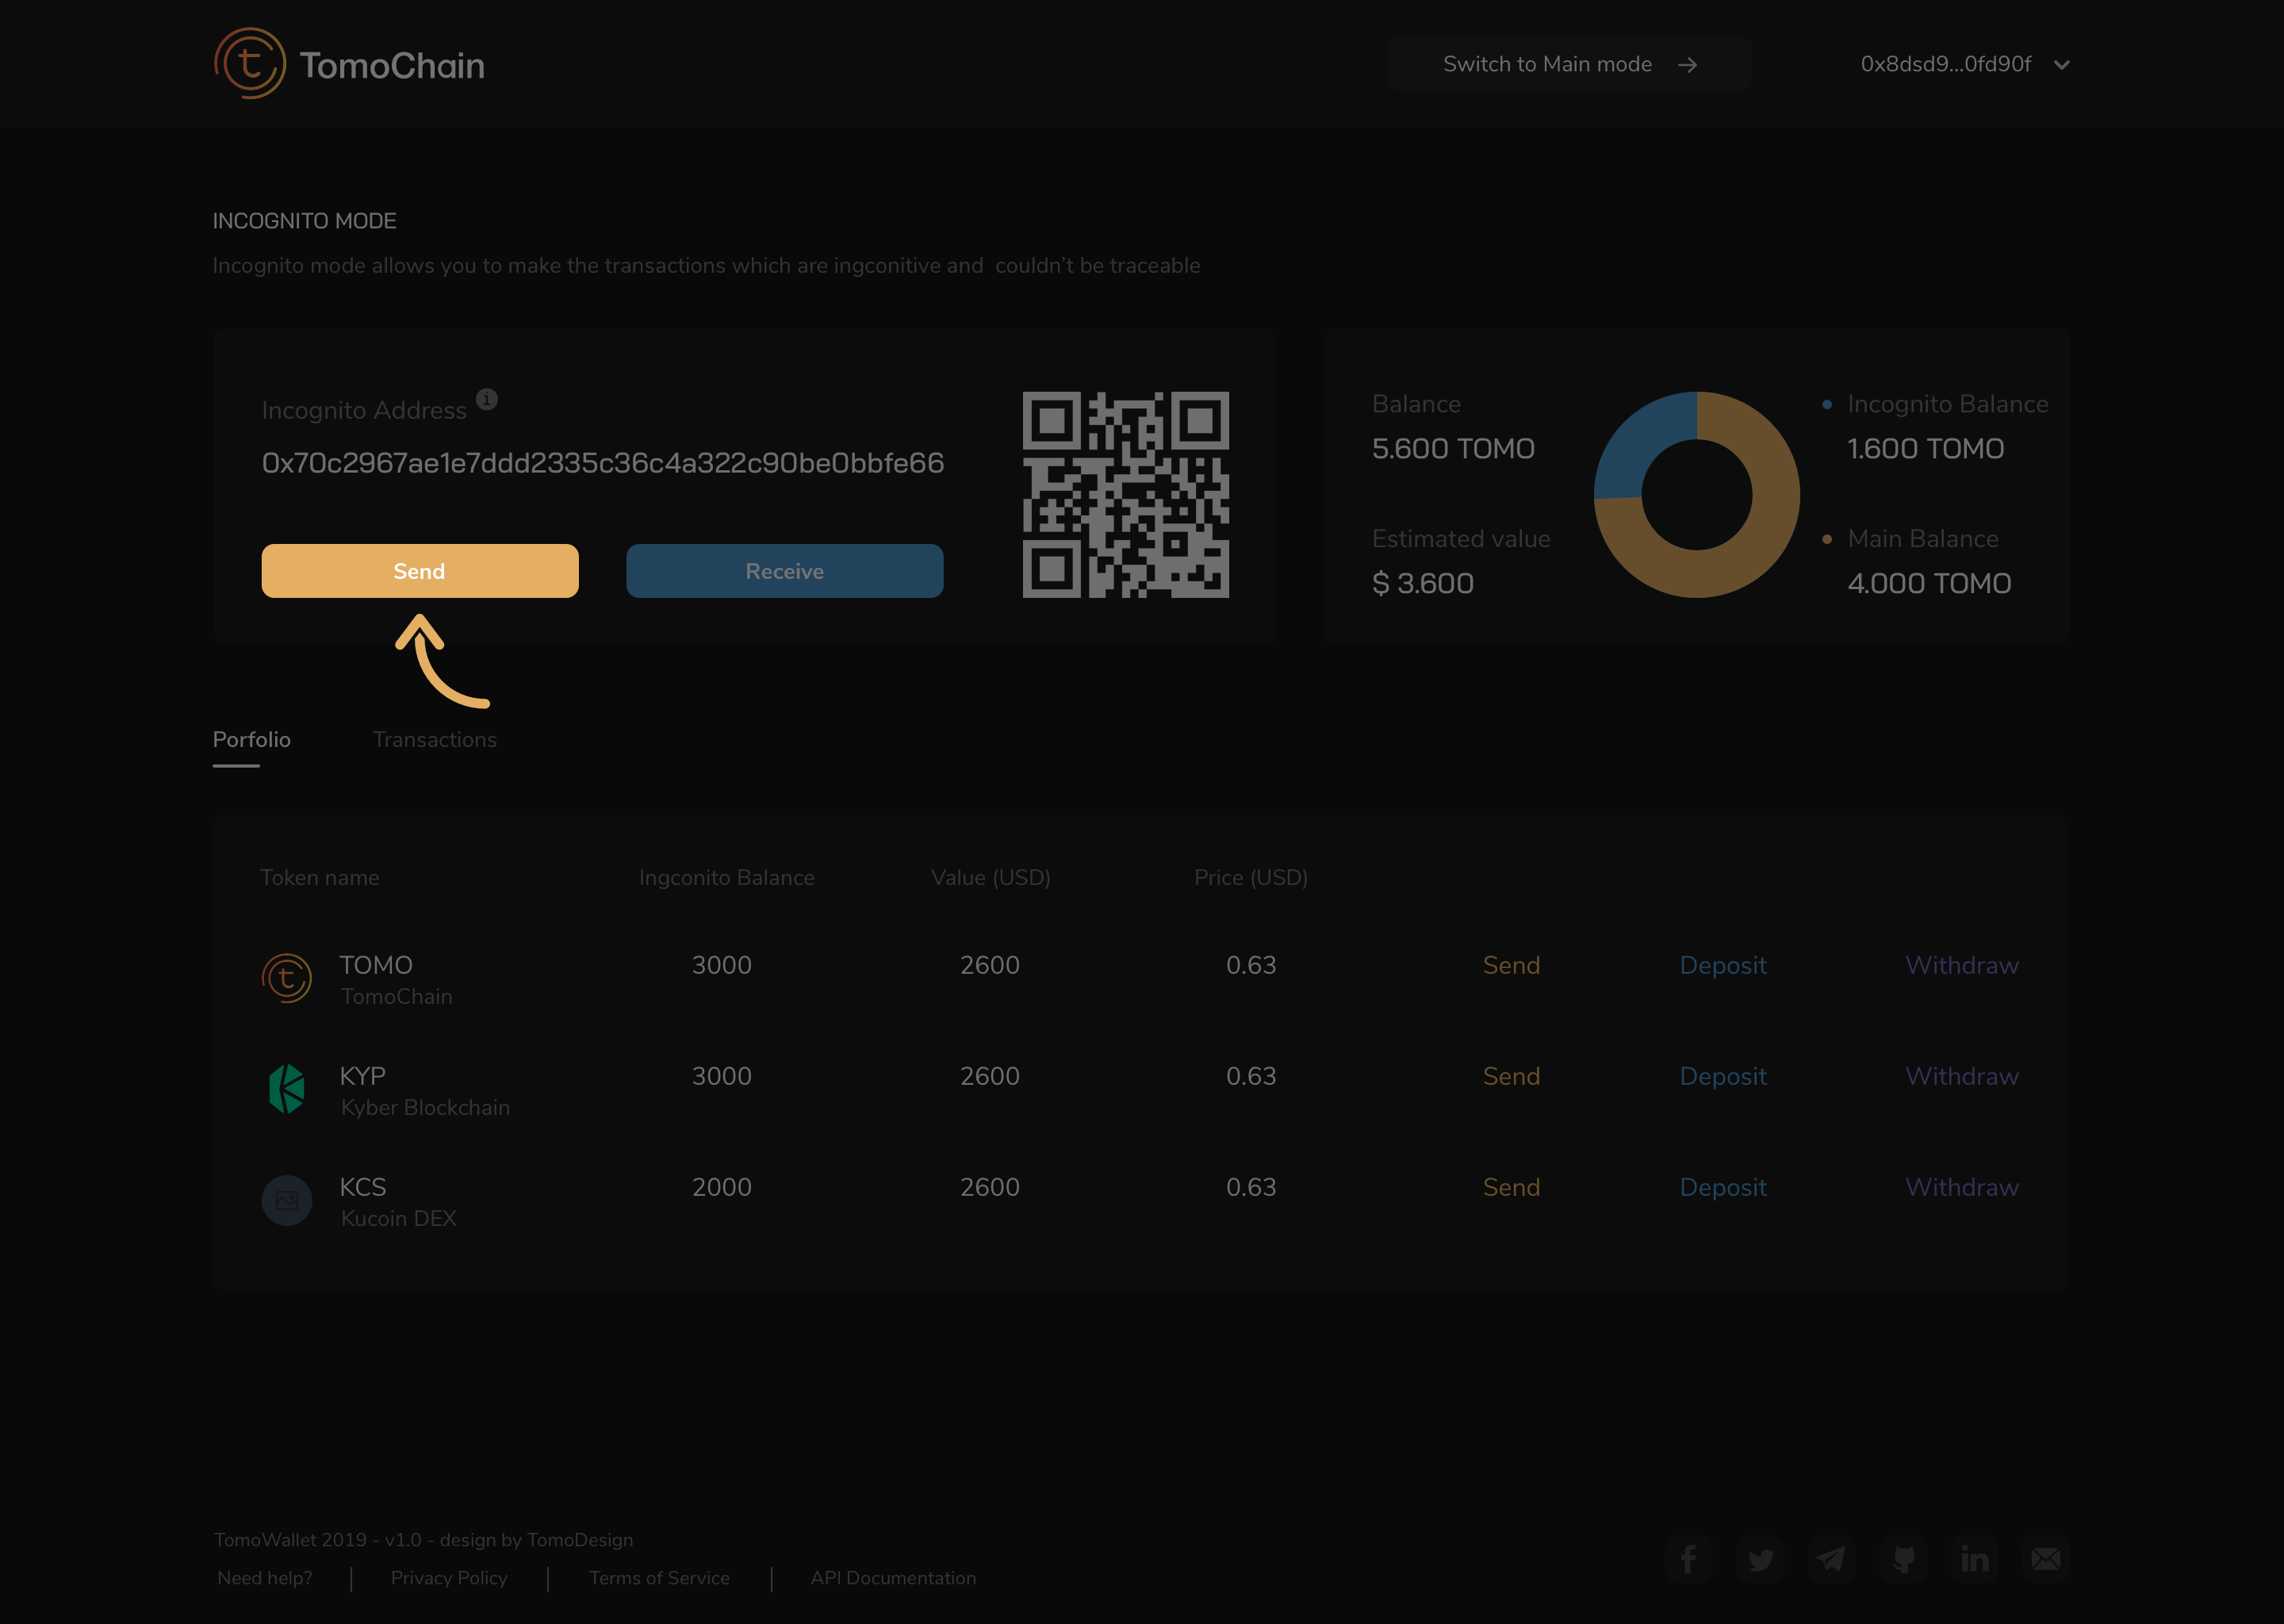 TomoChain
Switch to Main mode
0x8dsd9...0fd90f
INCOGNITO MODE
Incognito mode allows you to make the transactions which are ingconitive and couldn't be traceable
Incognito Address
0x70c2967ae1e7ddd2335c36c4a322c90be0bbfe66
Send
Receive
Balance
5.600 TOMO
Estimated value
$ 3.600
Incognito Balance
1.600 TOMO
Main Balance
4.000 TOMO
Porfolio
Transactions
Token name Ingconito Balance Value (USD) Price (USD)
TOMO 3000 2600 0.63 Send Deposit Withdraw
TomoChain
KYP 3000 2600 0.63 Send Deposit Withdraw
Kyber Blockchain
KCS 2000 2600 0.63 Send Deposit Withdraw
Kucoin DEX
TomoWallet 2019 - v1.0 - design by TomoDesign
Need help? | Privacy Policy | Terms of Service | API Documentation